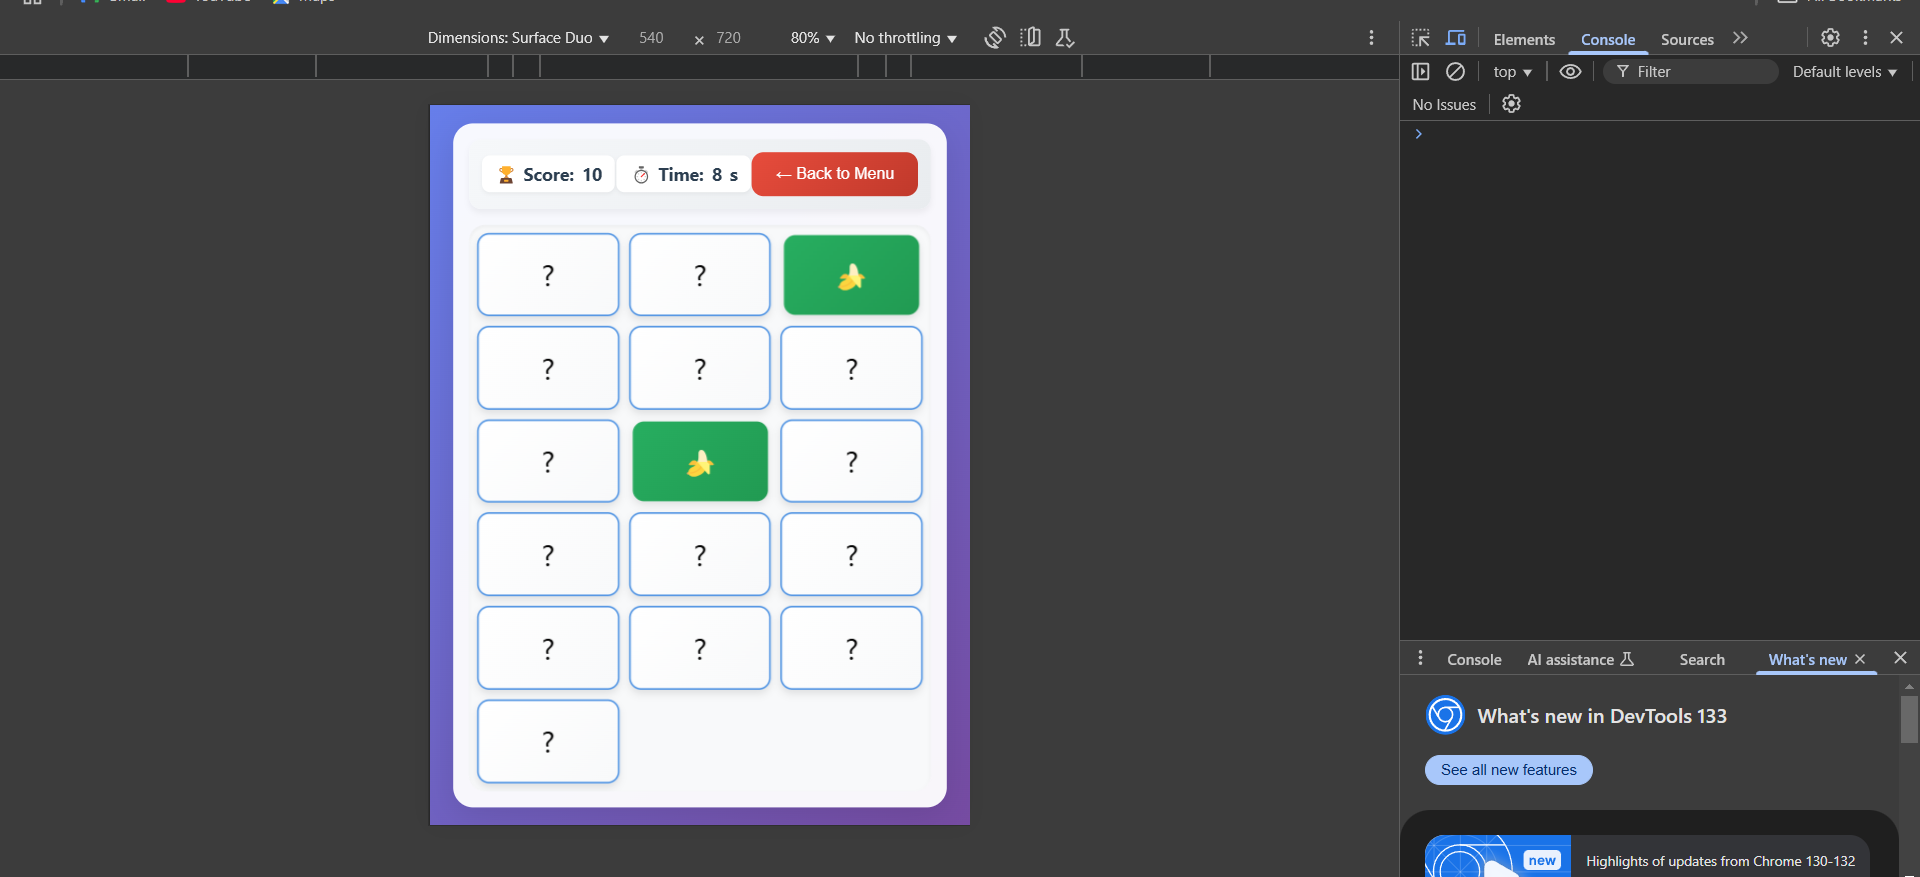 Dimensions: Surface Duo 540 × 720 80% No throttling
Elements Console Sources
top Filter Default levels
No Issues
Score: 10 Time: 8 s ← Back to Menu
? ?
? ? ?
? ?
? ? ?
? ? ?
?
Console AI assistance Search What's new
What's new in DevTools 133
See all new features
new Highlights of updates from Chrome 130-132